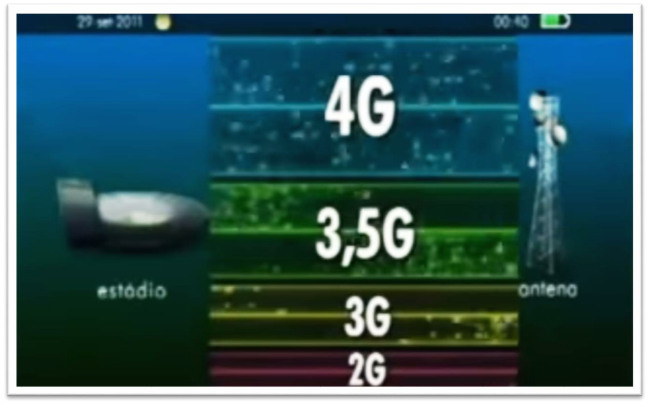 29 set 2011 00:40
4G
3,5G
estádio antena
3G
2G